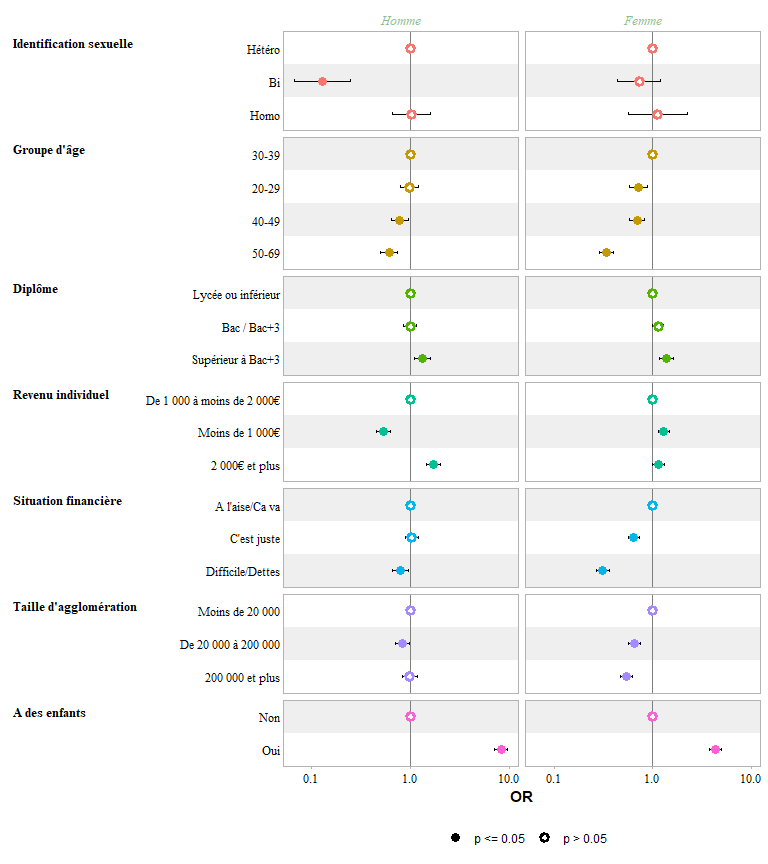 Homme Femme
Identification sexuelle
Hétéro
Bi
Homo
Groupe d'âge
30-39
20-29
40-49
50-69
Diplôme
Lycée ou inférieur
Bac / Bac+3
Supérieur à Bac+3
Revenu individuel
De 1 000 à moins de 2 000€
Moins de 1 000€
2 000€ et plus
Situation financière
A l'aise/Ca va
C'est juste
Difficile/Dettes
Taille d'agglomération
Moins de 20 000
De 20 000 à 200 000
200 000 et plus
A des enfants
Non
Oui
0.1 1.0 10.0 0.1 1.0 10.0
OR
p <= 0.05 p > 0.05